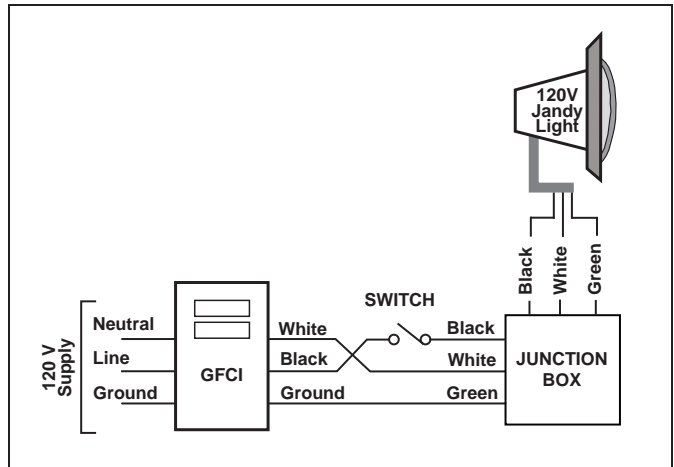 120V
Jandy
Light
Black
White
Green
SWITCH
120 V
Supply
Neutral
Line
Ground
GFCI
White
Black
Ground
Black
White
Green
JUNCTION
BOX